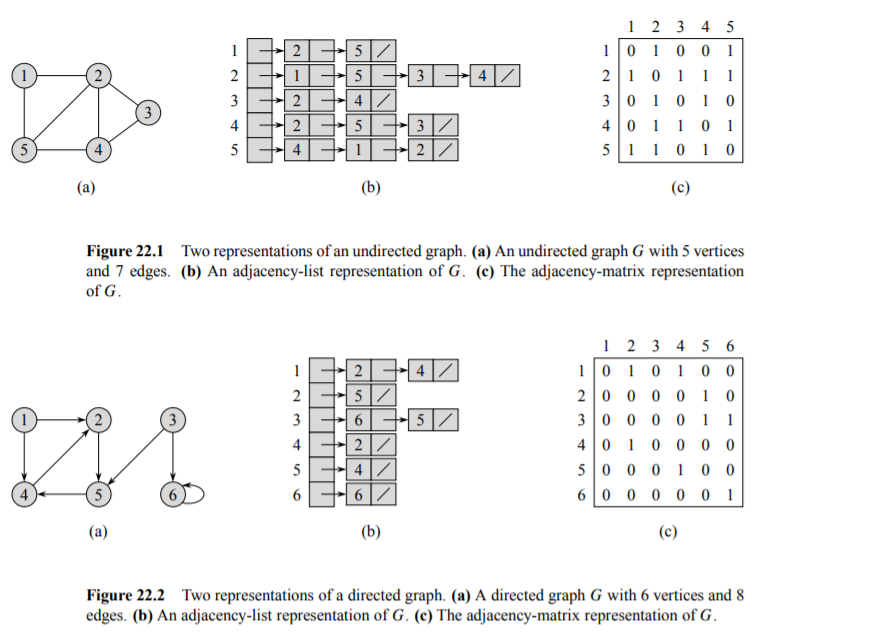 1 2 3 4 5
1 2 5 / 1 0 1 0 0 1
1 2 2 1 5 3 4 / 2 1 0 1 1 1
3 3 2 4 / 3 0 1 0 1 0
4 2 5 3 / 4 0 1 1 0 1
5 4 5 4 1 2 / 5 1 1 0 1 0
(a) (b) (c)
Figure 22.1 Two representations of an undirected graph. (a) An undirected graph G with 5 vertices
and 7 edges. (b) An adjacency-list representation of G. (c) The adjacency-matrix representation
of G.
1 2 3 4 5 6
1 2 4 / 1 0 1 0 1 0 0
2 5 / 2 0 0 0 0 1 0
1 2 3 3 6 5 / 3 0 0 0 0 1 1
4 2 / 4 0 1 0 0 0 0
5 4 / 5 0 0 0 1 0 0
4 5 6 6 6 / 6 0 0 0 0 0 1
(a) (b) (c)
Figure 22.2 Two representations of a directed graph. (a) A directed graph G with 6 vertices and 8
edges. (b) An adjacency-list representation of G. (c) The adjacency-matrix representation of G.